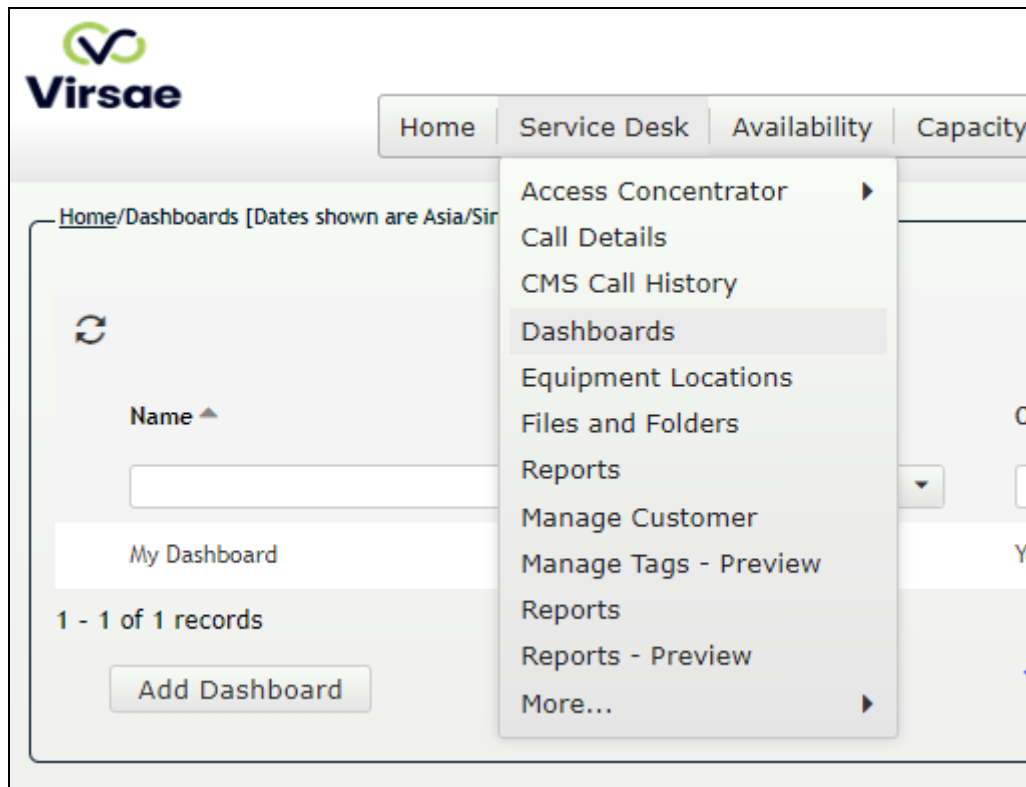 Virsae
Home Service Desk Availability Capacity
Access Concentrator
Home/Dashboards [Dates shown are Asia/Sin
Call Details
CMS Call History
Dashboards
Equipment Locations
Name
Files and Folders
Reports
Manage Customer
My Dashboard
Manage Tags - Preview
Reports
1 - 1 of 1 records
Reports - Preview
Add Dashboard
More...